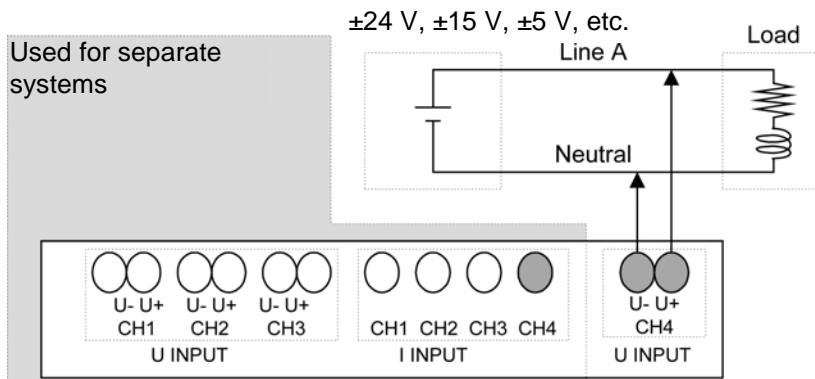 ±24 V, ±15 V, ±5 V, etc.
Used for separate
systems
Line A
Load
Neutral
U- U+ U- U+ U- U+ U- U+
CH1 CH2 CH3 CH1 CH2 CH3 CH4 CH4
U INPUT I INPUT U INPUT